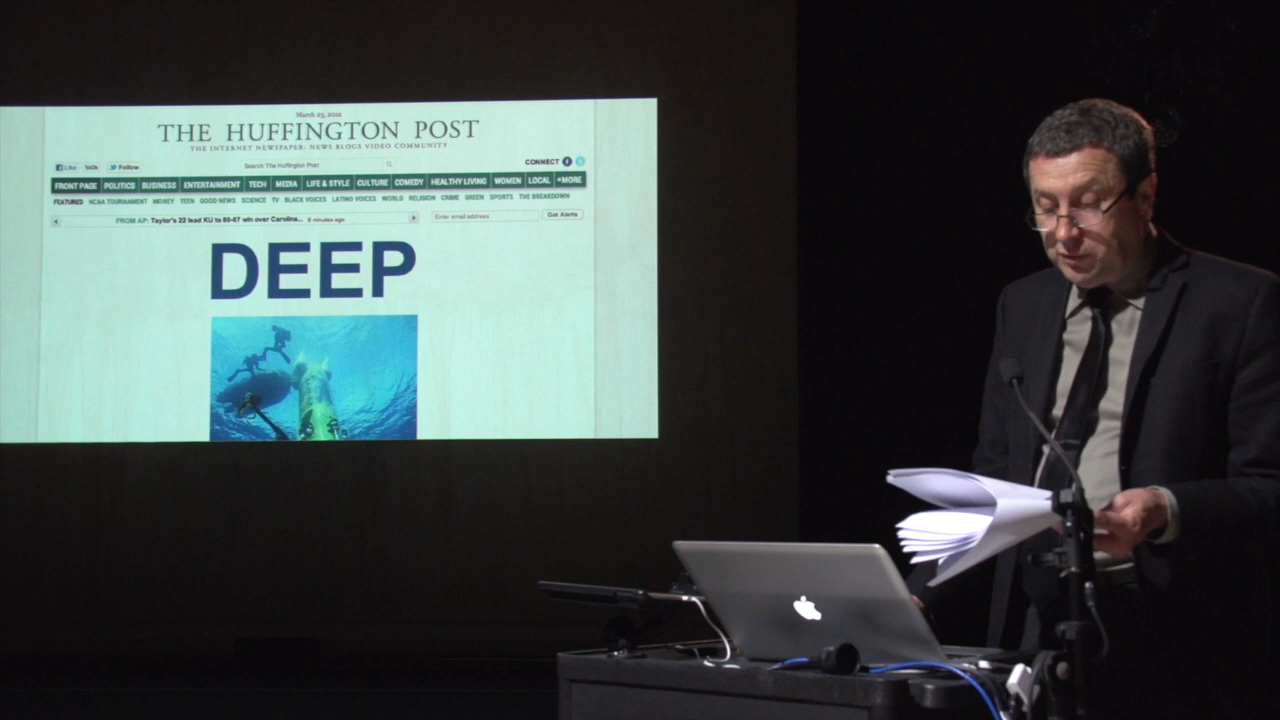 March 25, 2012
THE HUFFINGTON POST
THE INTERNET NEWSPAPER: NEWS BLOGS VIDEO COMMUNITY
Like Follow Search The Huffington Post CONNECT
FRONT PAGE POLITICS BUSINESS ENTERTAINMENT TECH MEDIA LIFE & STYLE CULTURE COMEDY HEALTHY LIVING WOMEN LOCAL MORE
FEATURED NCAA TOURNAMENT MONEY TEEN GOOD NEWS SCIENCE TV BLACK VOICES LATINO VOICES WORLD RELIGION CRIME GREEN SPORTS THE BREAKDOWN
FROM AP: Taylor's 22 lead KU to 80-67 win over Carolina... 6 minutes ago Enter email address Get Alerts
DEEP